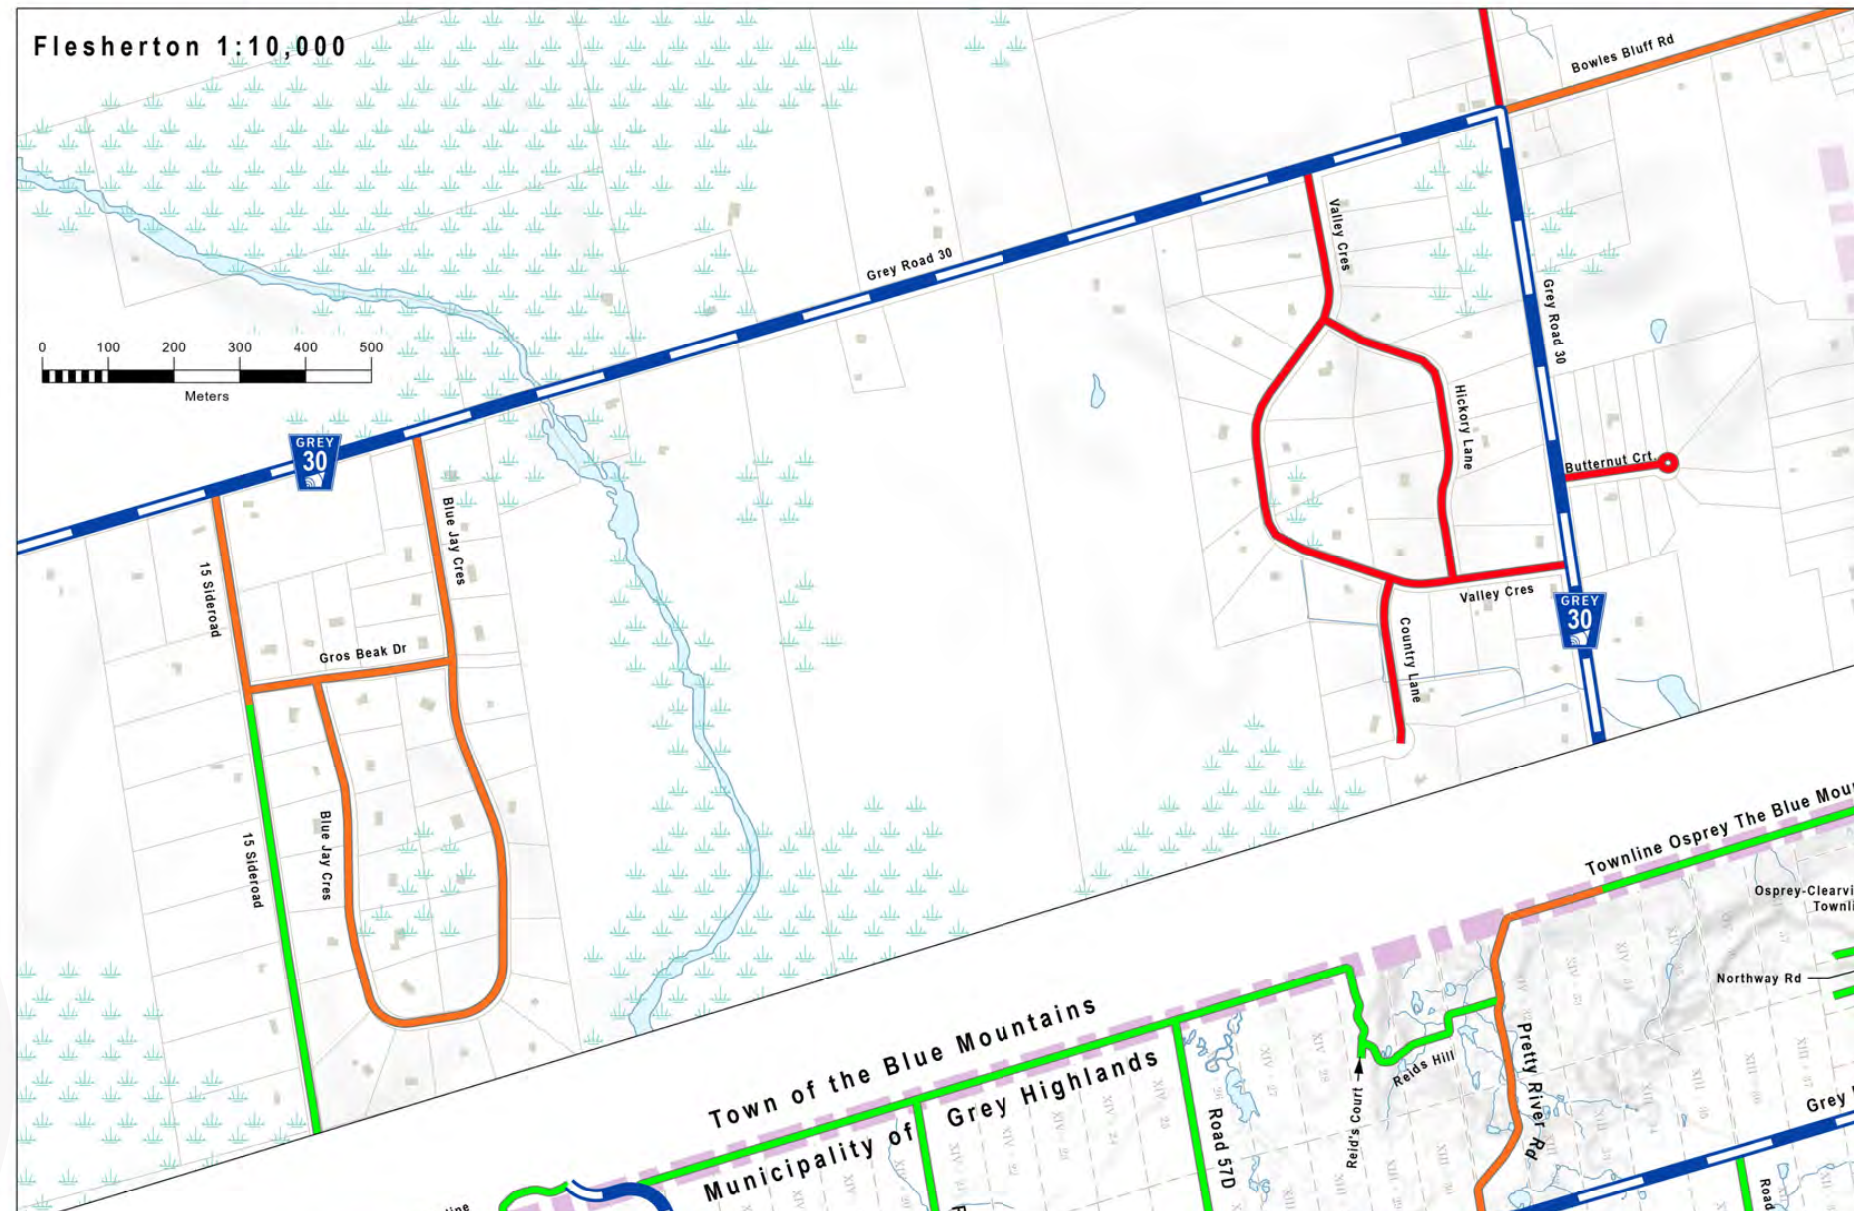 Flesherton 1:10,000
Bowles Bluff Rd
Valley Cres
Grey Road 30
Grey Road 30
0 100 200 300 400 500
Meters
Hickory Lane
GREY
30
Butternut Crt.
Blue Jay Cres
15 Sideroad
Valley Cres
GREY
30
Gros Beak Dr
Country Lane
15 Sideroad
Blue Jay Cres
Townline Osprey The Blue Moun
Osprey-Clearvi
Townli
Northway Rd
Town of the Blue Mountains
Municipality of Grey Highlands
Road 57D
Reid's Court
Reids Hill
Pretty River Rd
Grey
Road